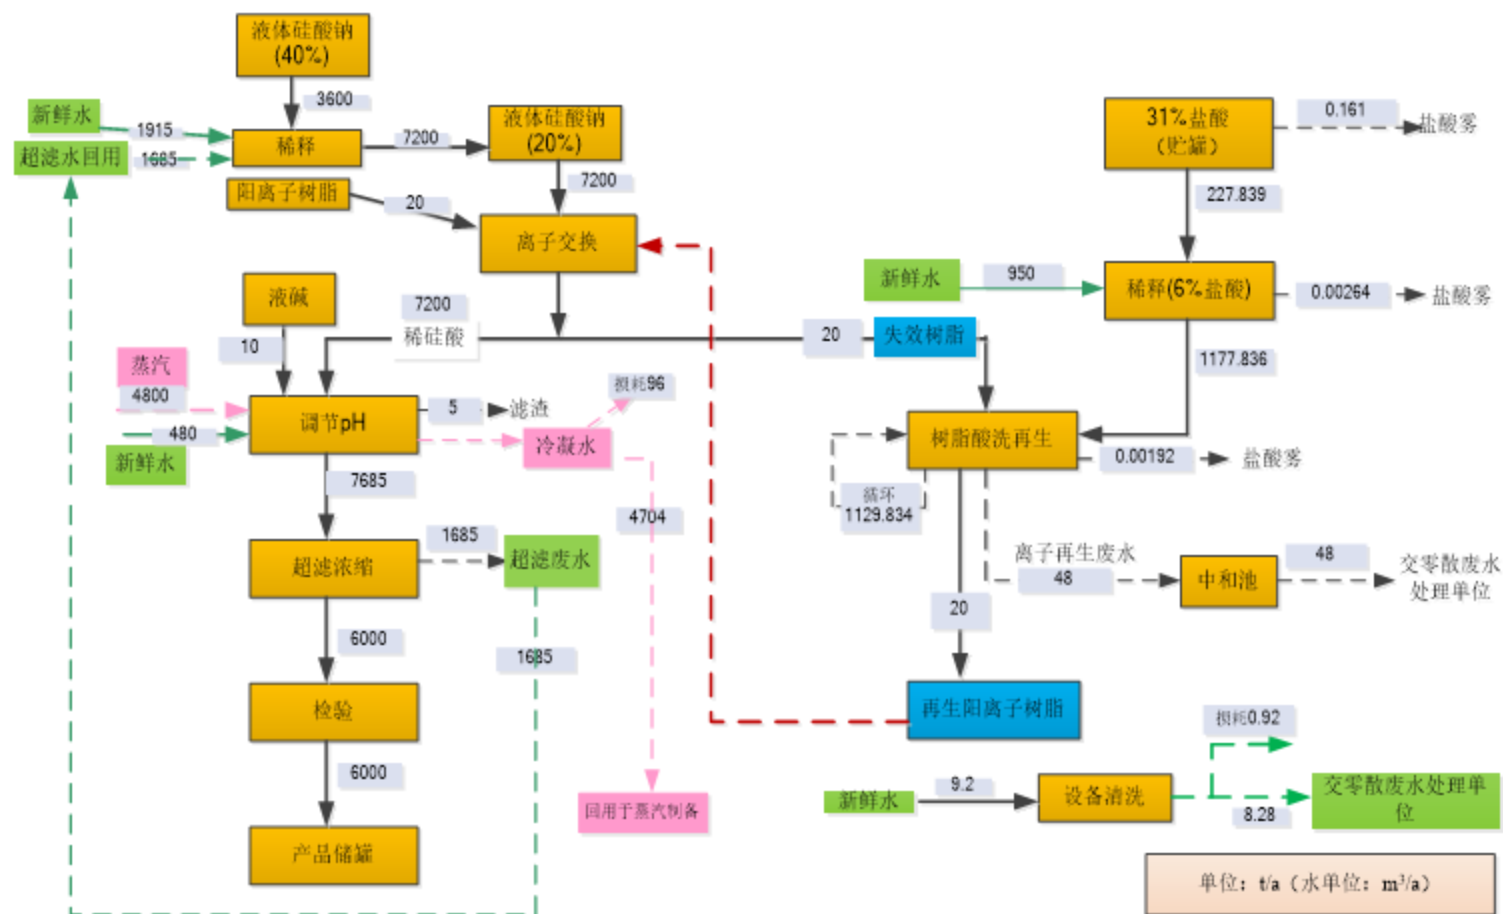 液体硅酸钠
(40%)
3600
新鲜水
1915
超滤水回用
1685
稀释
7200
液体硅酸钠
(20%)
7200
阳离子树脂
20
离子交换
31%盐酸
（贮罐）
0.161
盐酸雾
227.839
新鲜水
950
稀释(6%盐酸)
0.00264
盐酸雾
1177.836
液碱
10
7200
稀硅酸
20
失效树脂
蒸汽
4800
480
新鲜水
调节pH
5
滤渣
损耗96
冷凝水
4704
树脂酸洗再生
0.00192
盐酸雾
循环
1129.834
7685
超滤浓缩
1685
超滤废水
离子再生废水
48
中和池
48
交零散废水
处理单位
20
6000
1685
检验
再生阳离子树脂
6000
回用于蒸汽制备
产品储罐
新鲜水
9.2
设备清洗
损耗0.92
8.28
交零散废水处理单
位
单位：t/a（水单位：m³/a）